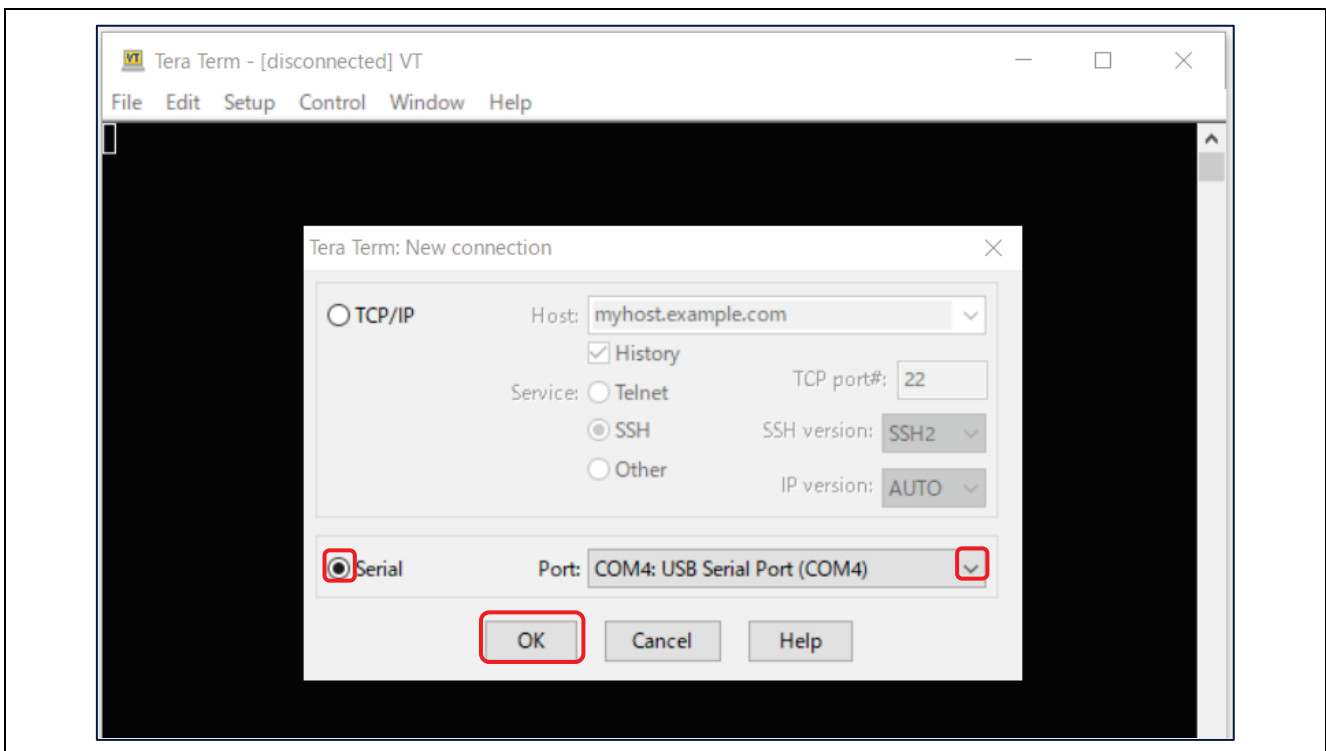 VT Tera Term - [disconnected] VT
File Edit Setup Control Window Help
Tera Term: New connection
TCP/IP Host: myhost.example.com
History
Service: Telnet TCP port#: 22
SSH SSH version: SSH2
Other IP version: AUTO
Serial Port: COM4: USB Serial Port (COM4)
OK Cancel Help